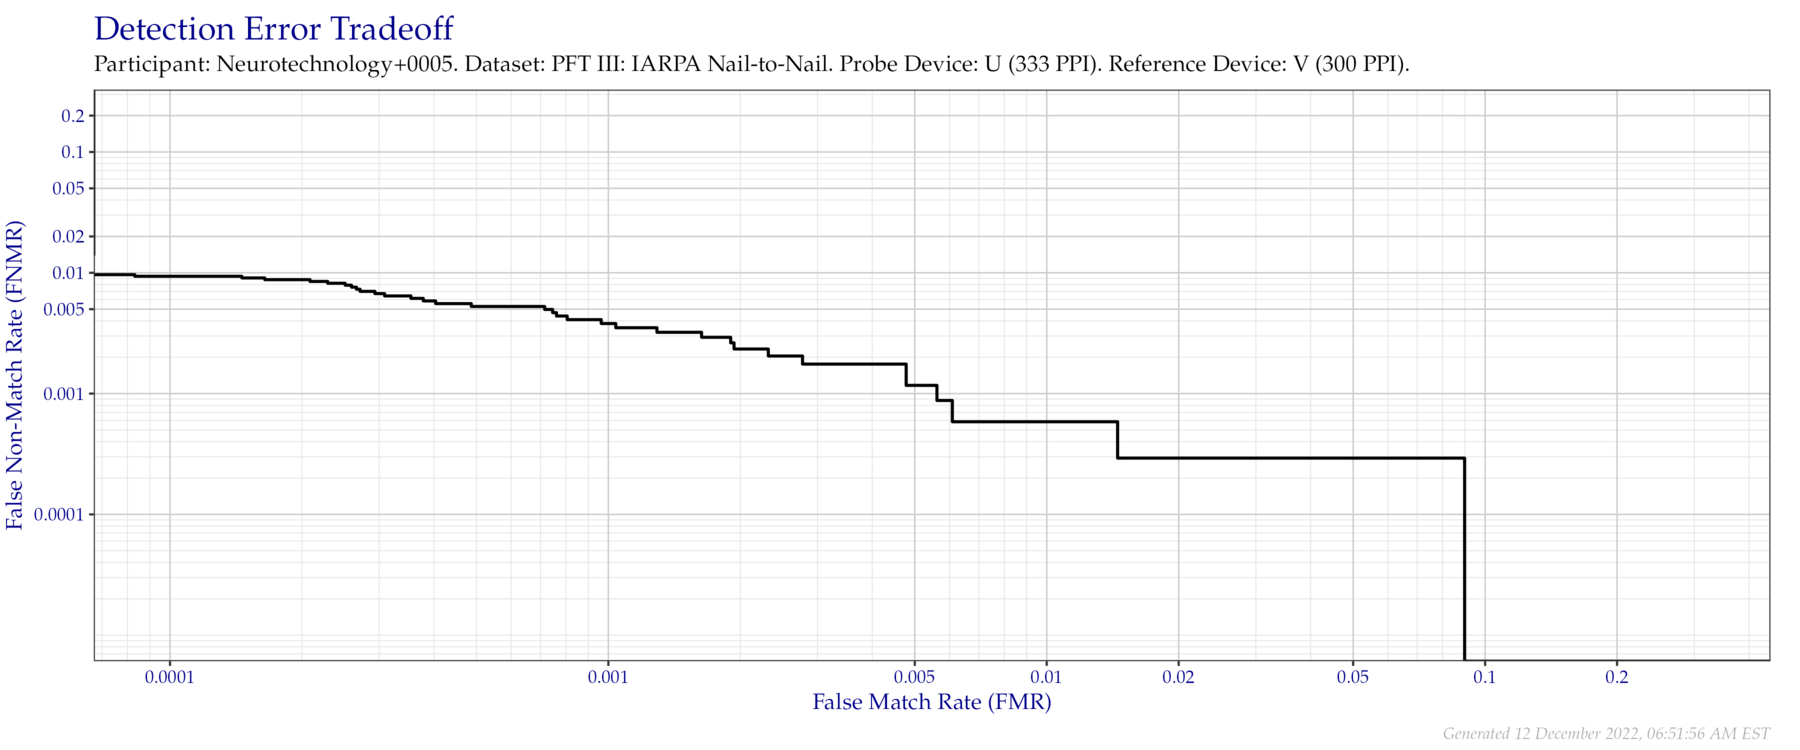 Detection Error Tradeoff
Participant: Neurotechnology+0005. Dataset: PFT III: IARPA Nail-to-Nail. Probe Device: U (333 PPI). Reference Device: V (300 PPI).
False Non-Match Rate (FNMR)
0.2
0.1
0.05
0.02
0.01
0.005
0.001
0.0001
0.0001 0.001 0.005 0.01 0.02 0.05 0.1 0.2
False Match Rate (FMR)
Generated 12 December 2022, 06:51:56 AM EST